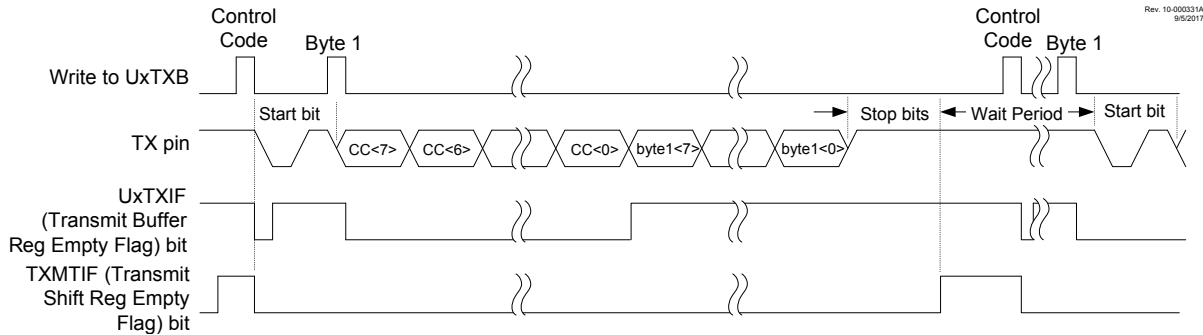 Rev. 10-000331A
9/5/2017
Control
Code
Byte 1
Control
Code
Byte 1
Write to UxTXB
Start bit
Stop bits
Wait Period
Start bit
TX pin
CC<7>
CC<6>
CC<0>
byte1<7>
byte1<0>
UxTXIF
(Transmit Buffer
Reg Empty Flag) bit
TXMTIF (Transmit
Shift Reg Empty
Flag) bit